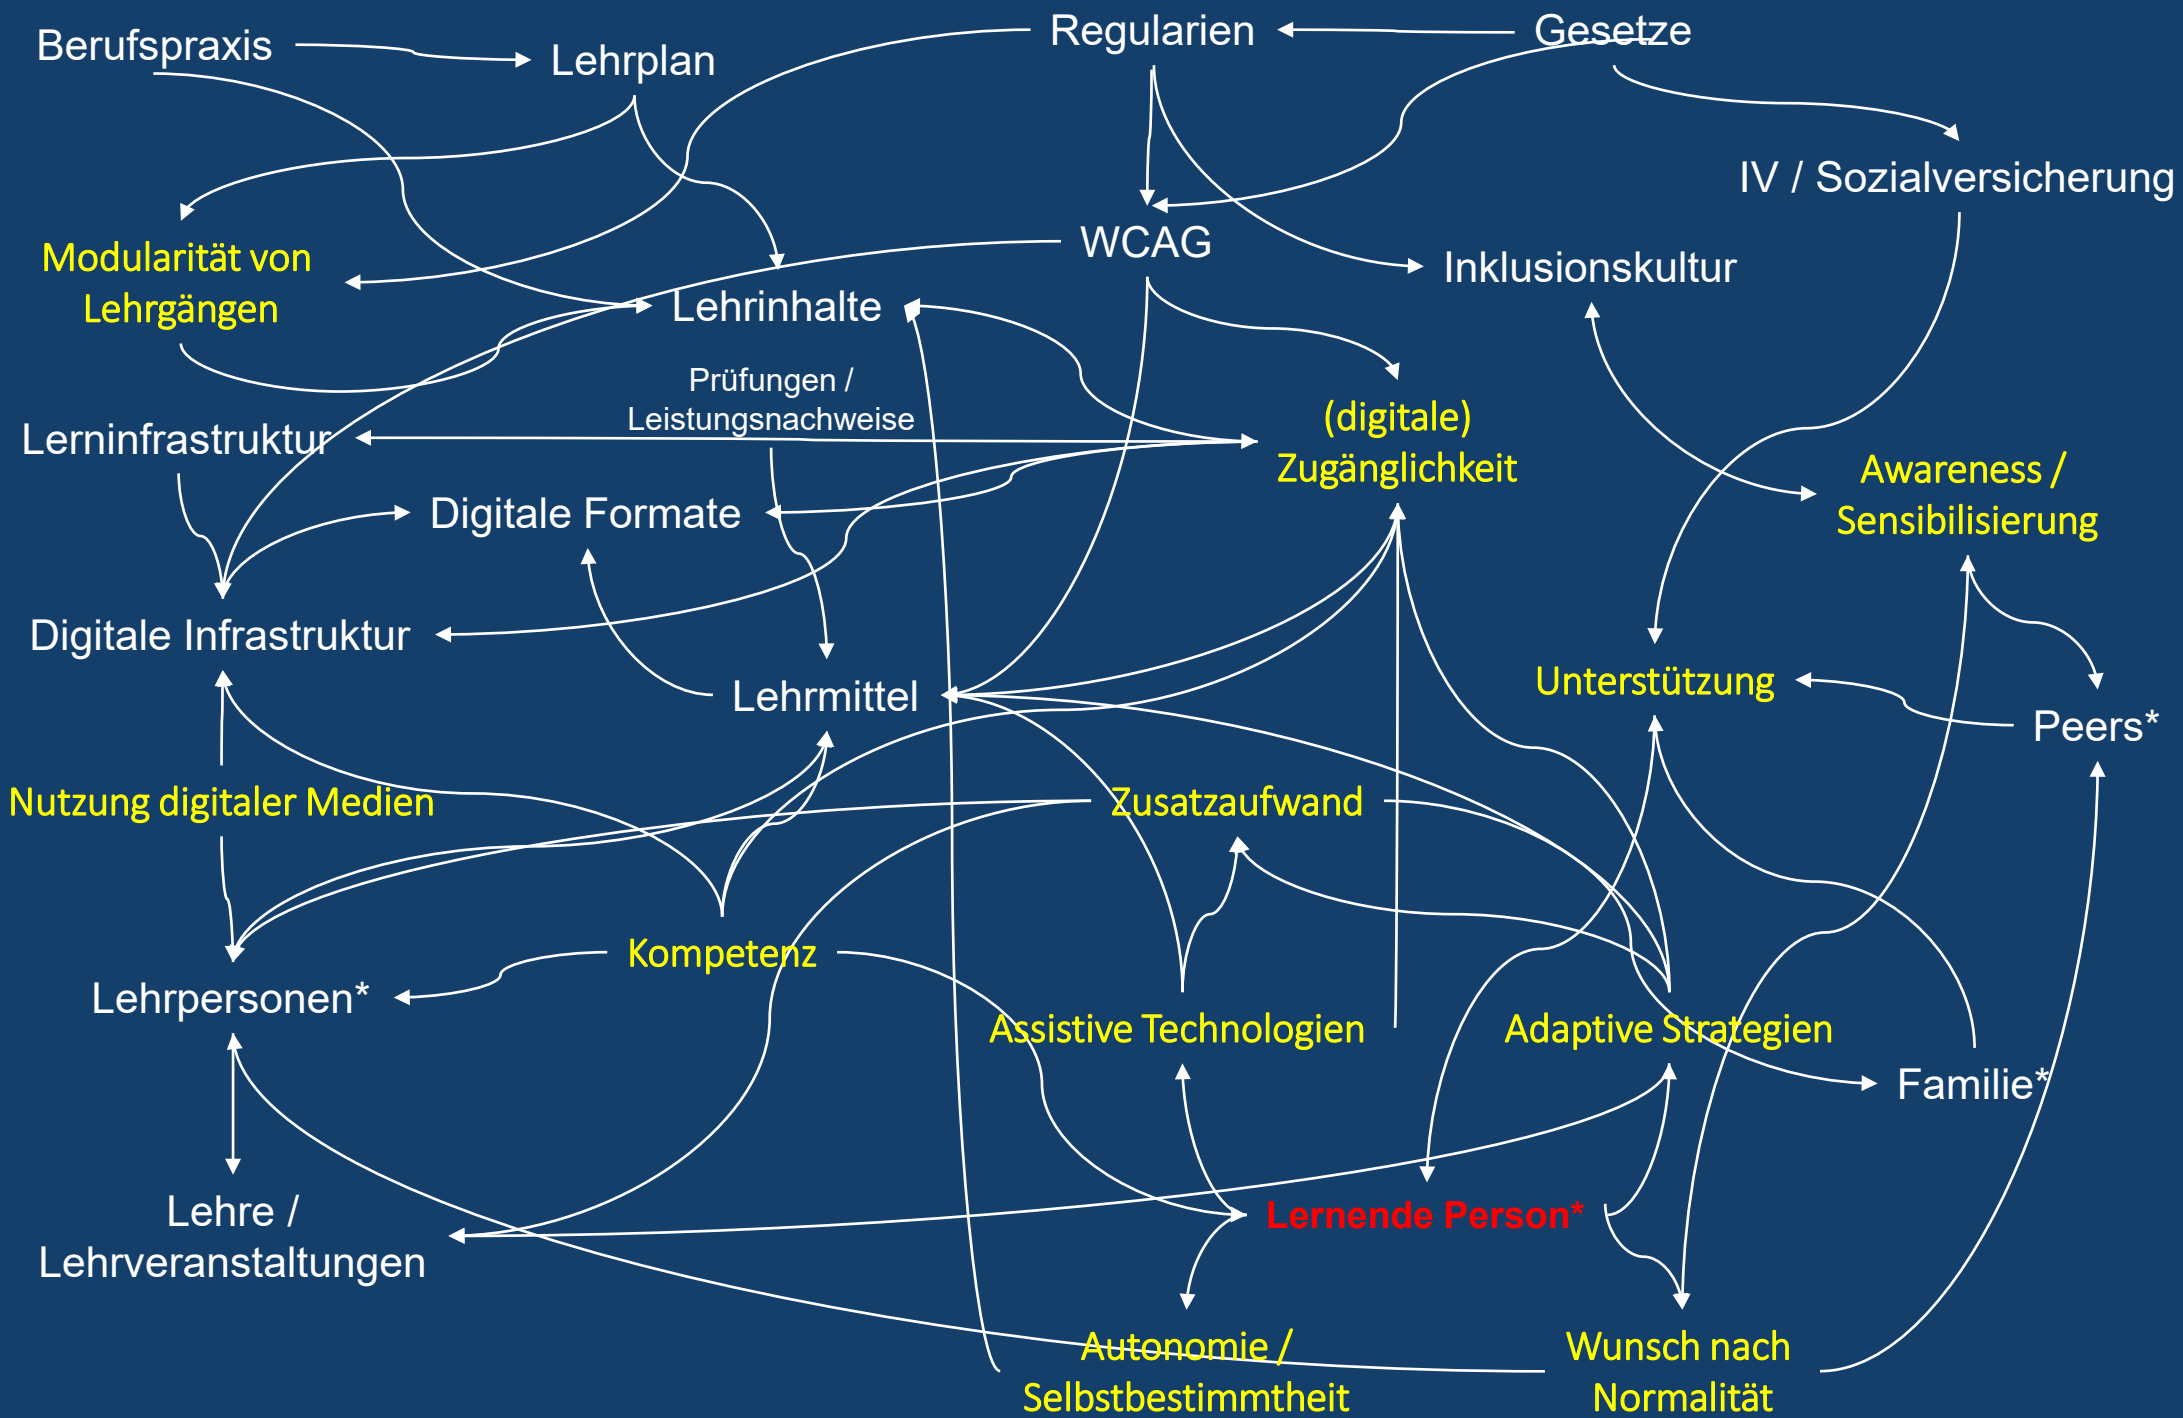 Berufspraxis
Lehrplan
Regularien
Gesetze
IV / Sozialversicherung
Modularität von
Lehrgängen
WCAG
Inklusionskultur
Lehrinhalte
Prüfungen /
Leistungsnachweise
Lerninfrastruktur
(digitale)
Zugänglichkeit
Awareness /
Sensibilisierung
Digitale Formate
Digitale Infrastruktur
Lehrmittel
Unterstützung
Peers*
Nutzung digitaler Medien
Zusatzaufwand
Kompetenz
Lehrpersonen*
Assistive Technologien
Adaptive Strategien
Familie*
Lehre /
Lehrveranstaltungen
Lernende Person*
Autonomie /
Selbstbestimmtheit
Wunsch nach
Normalität